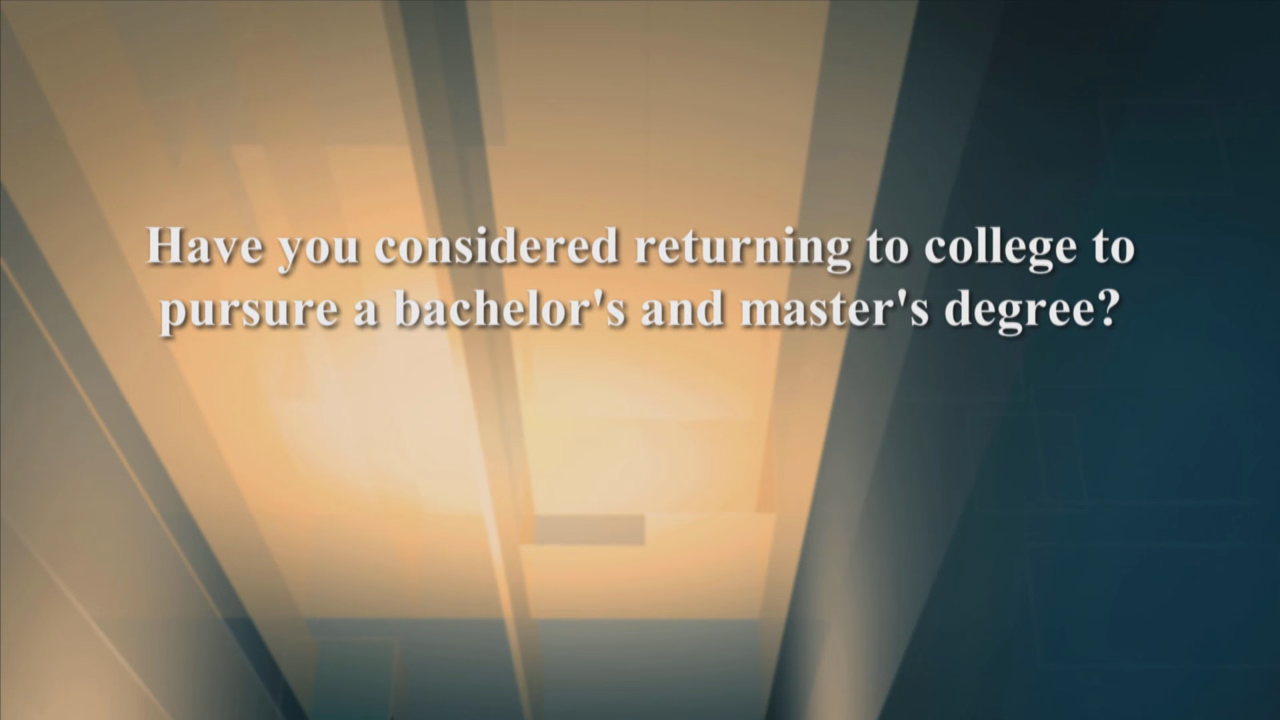 Have you considered returning to college to
pursure a bachelor's and master's degree?